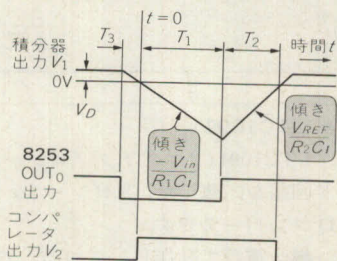 t=0
T3
T1
T2
時間t
積分器
出力V1
0V
VD
傾き
-Vin
R1C1
傾き
VREF
R2C1
8253
OUT0
出力
コンパ
レータ
出力V2